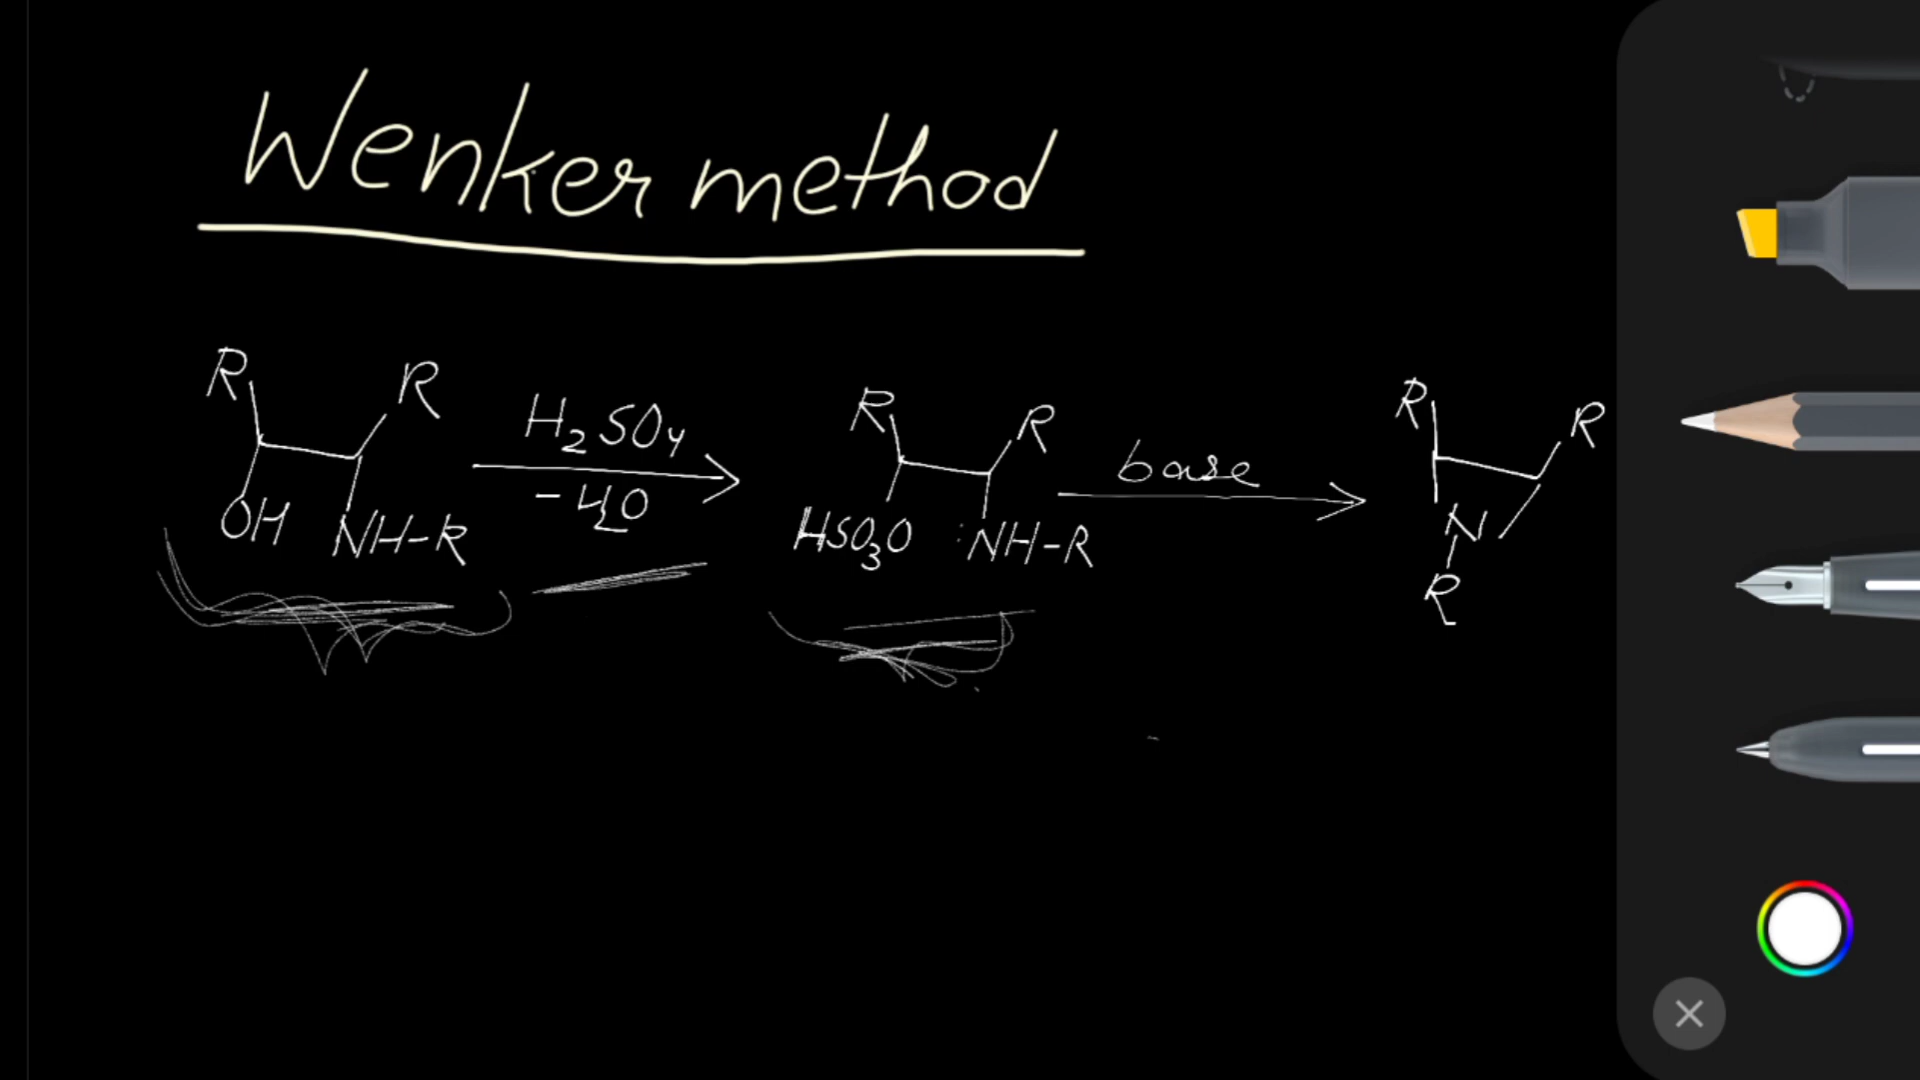 Wenker method
R R H₂SO₄ R R base R R
OH NH-R -H₂O HSO₃O :NH-R N
R